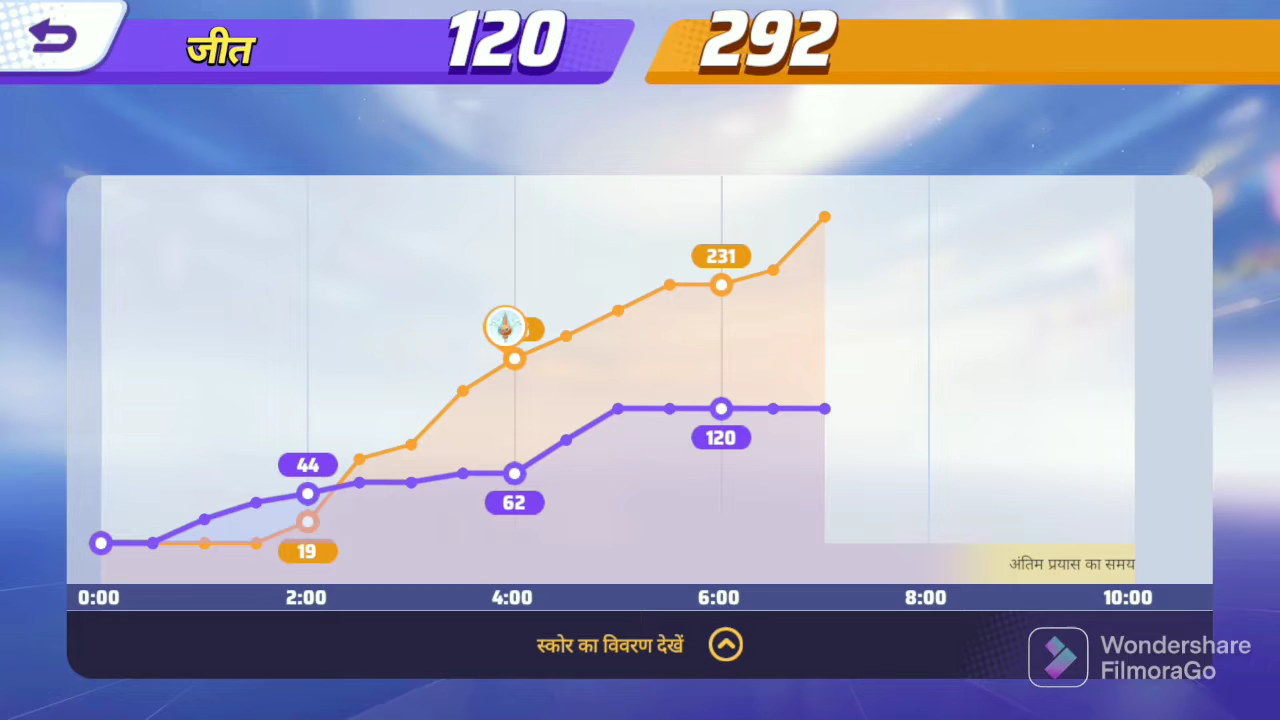 जीत
120
292
231
44
19
62
120
अंतिम प्रयास का समय
0:00
2:00
4:00
6:00
8:00
10:00
स्कोर का विवरण देखें
Wondershare
FilmoraGo